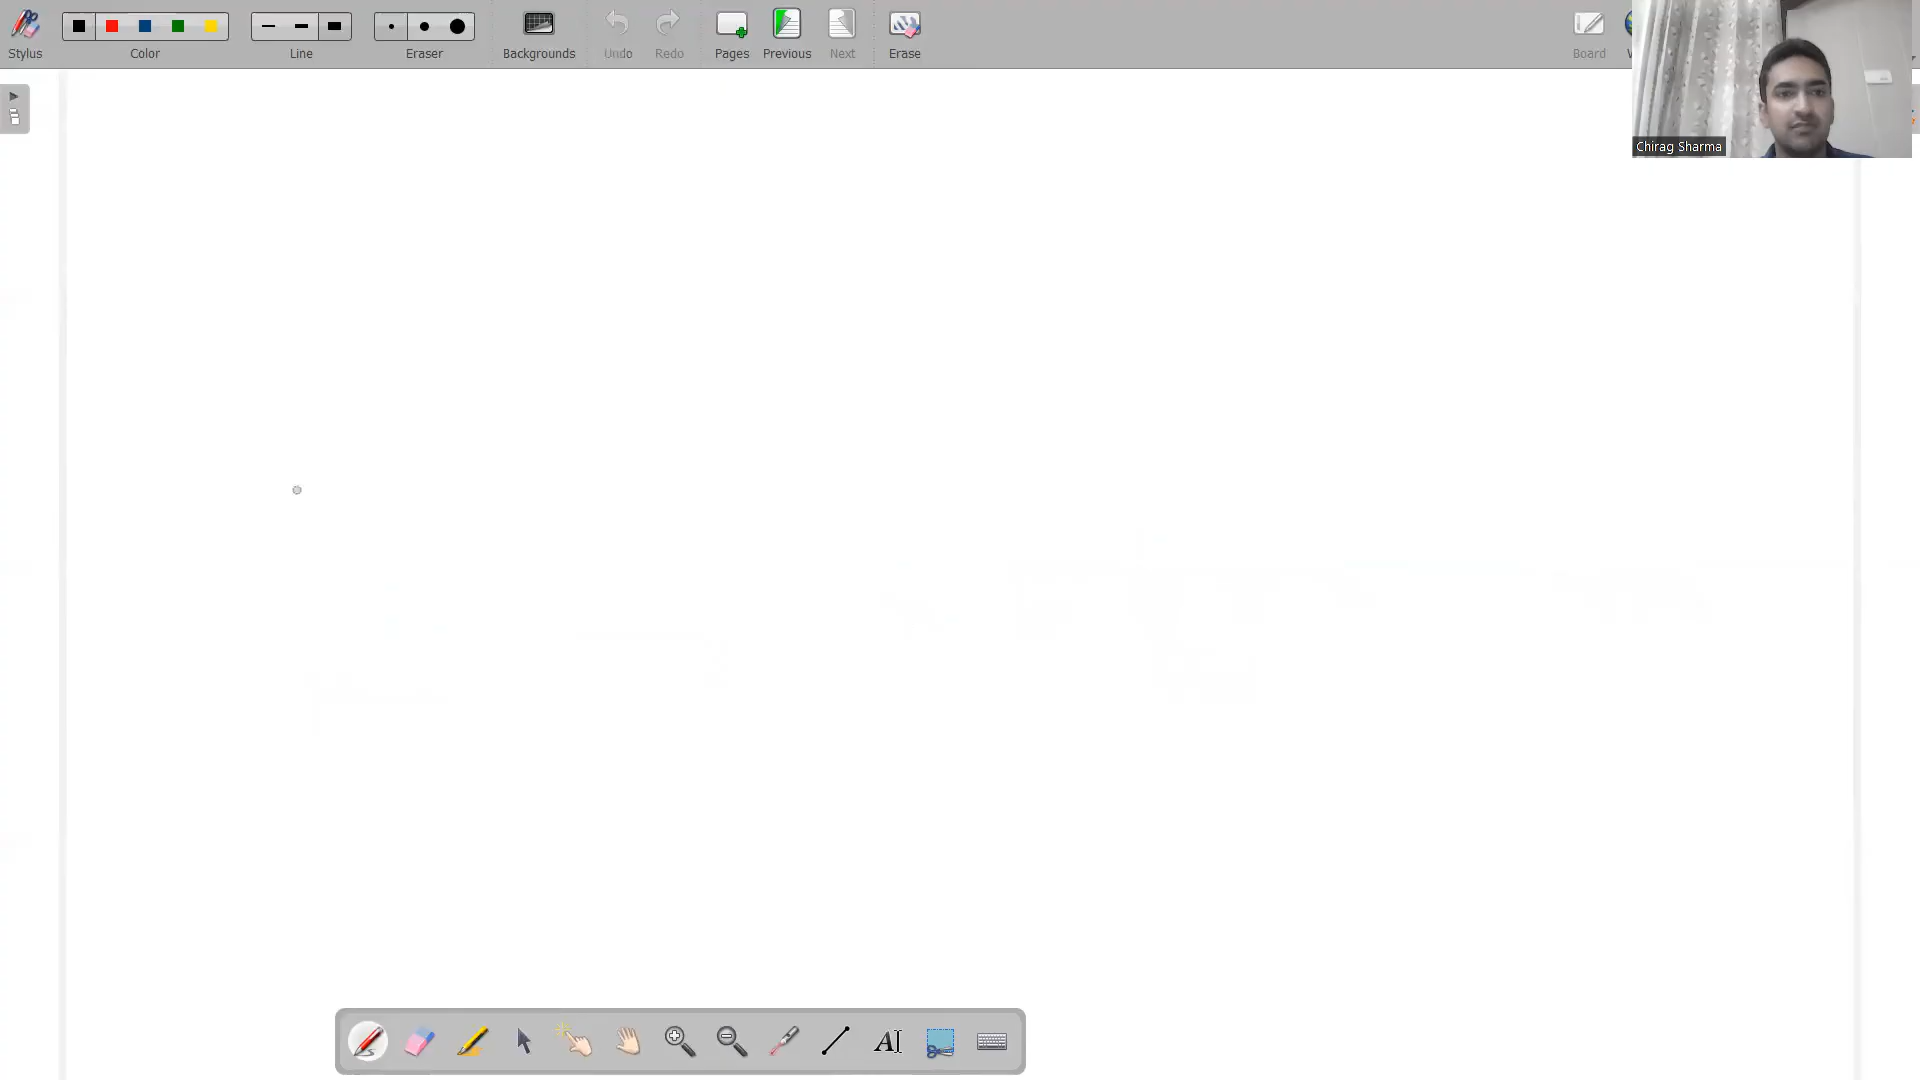 Stylus
Color
Line
Eraser
Backgrounds
Undo
Redo
Pages
Previous
Next
Erase
Board
Chirag Sharma